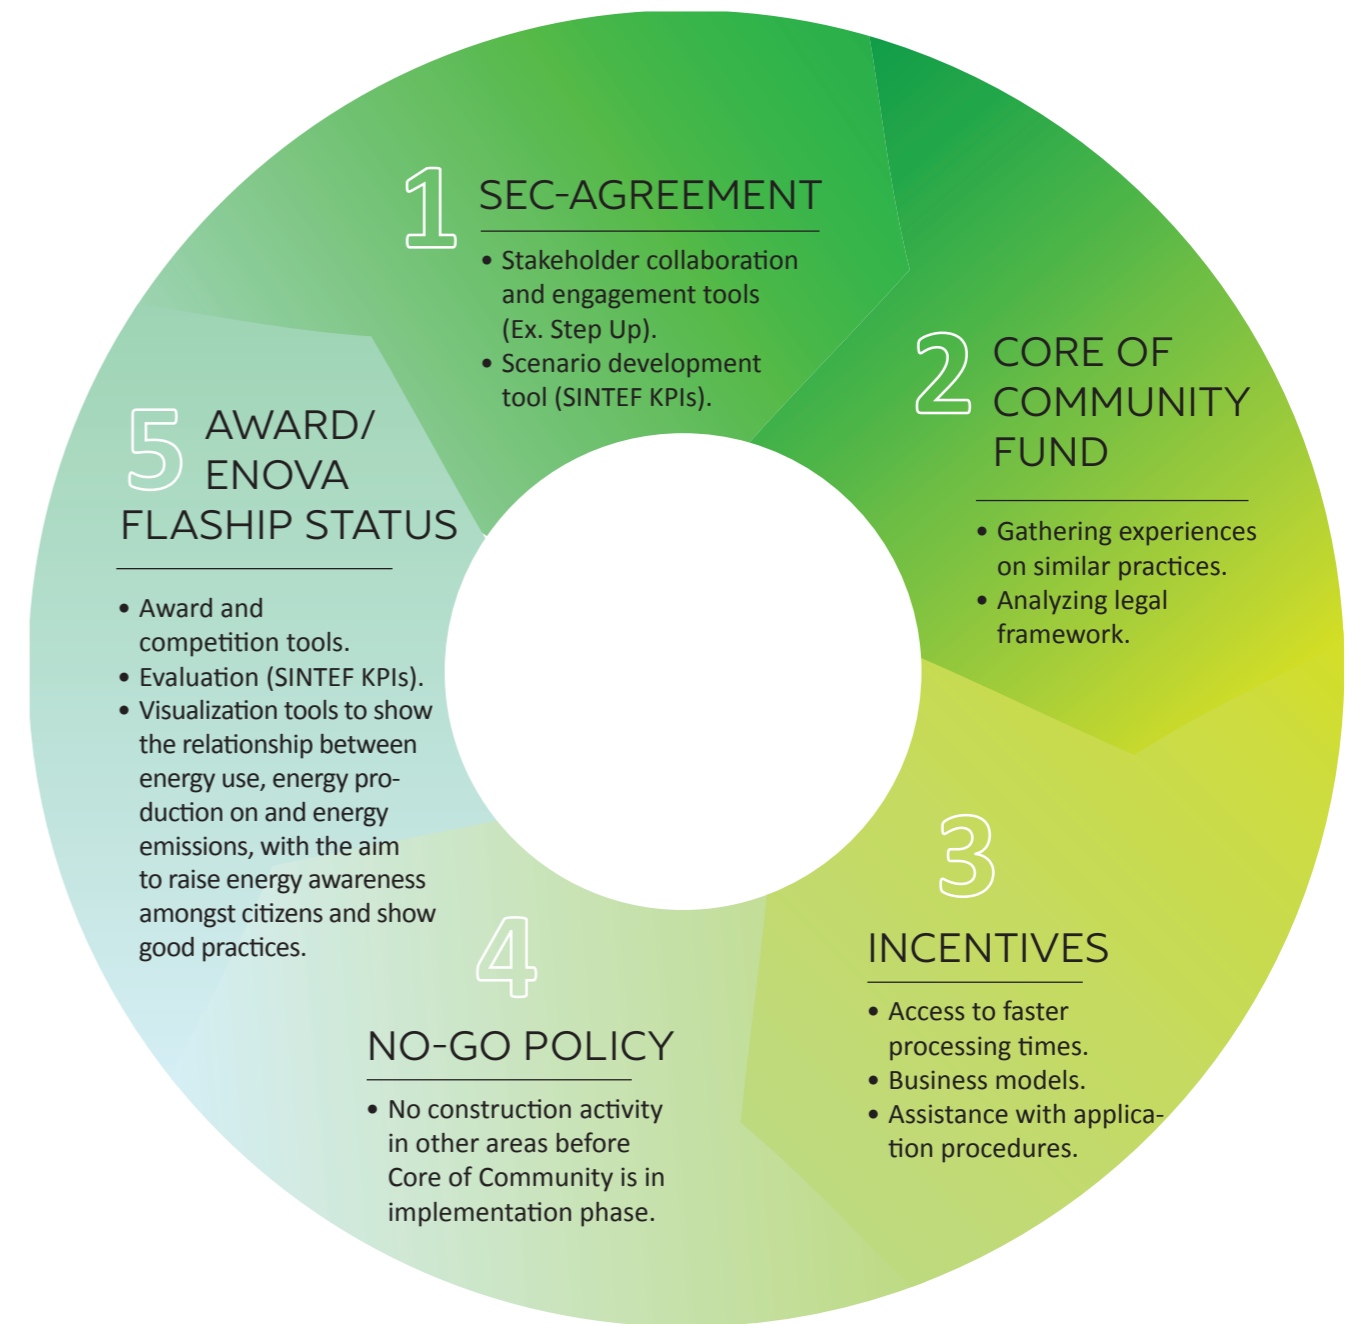 1
SEC-AGREEMENT
• Stakeholder collaboration
and engagement tools
(Ex. Step Up).
• Scenario development
tool (SINTEF KPIs).
2
CORE OF
COMMUNITY
FUND
• Gathering experiences
on similar practices.
• Analyzing legal
framework.
3
INCENTIVES
• Access to faster
processing times.
• Business models.
• Assistance with applica-
tion procedures.
4
NO-GO POLICY
• No construction activity
in other areas before
Core of Community is in
implementation phase.
5
AWARD/
ENOVA
FLASHIP STATUS
• Award and
competition tools.
• Evaluation (SINTEF KPIs).
• Visualization tools to show
the relationship between
energy use, energy pro-
duction on and energy
emissions, with the aim
to raise energy awareness
amongst citizens and show
good practices.